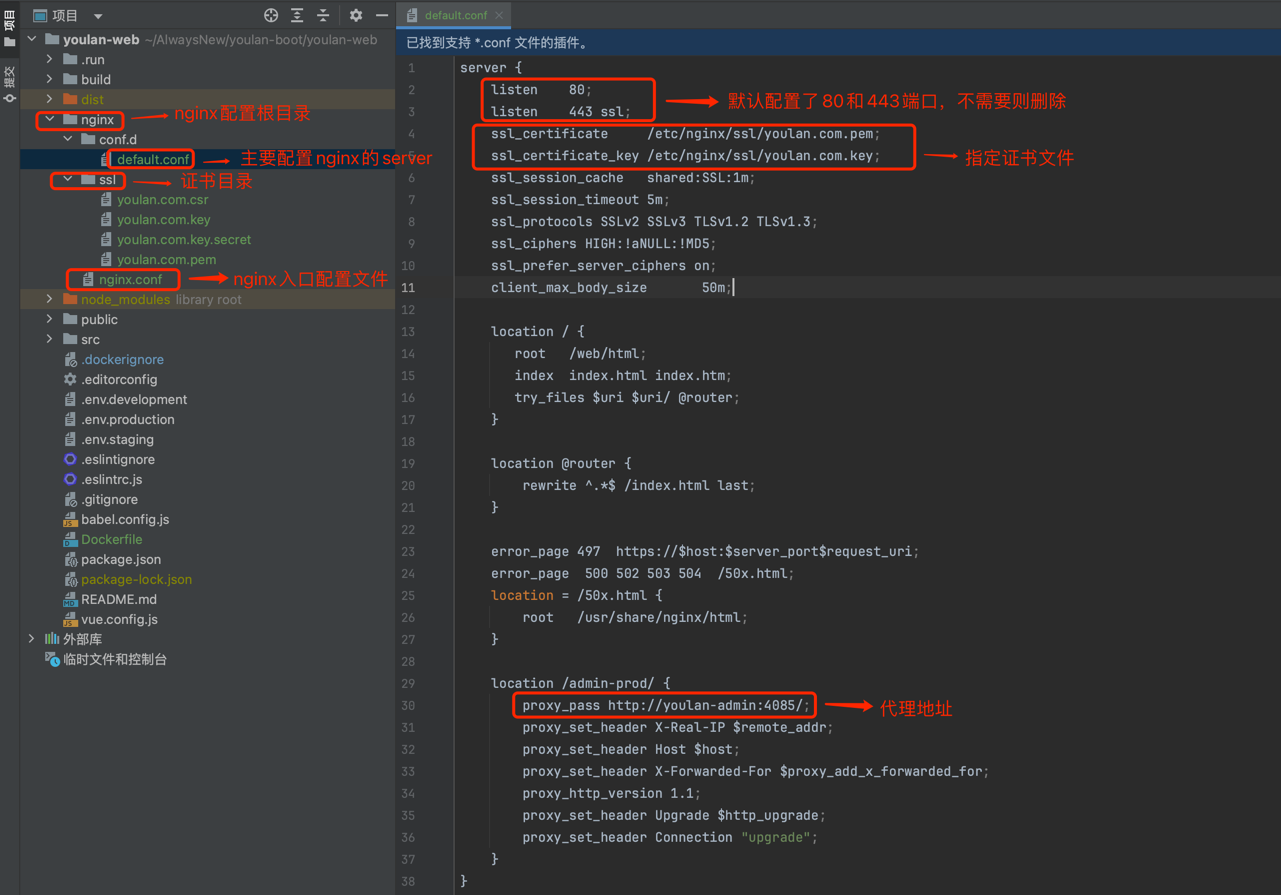 项目
提交
项目
youlan-web ~/AlwaysNew/youlan-boot/youlan-web
.run
build
dist
nginx
nginx配置根目录
conf.d
default.conf
主要配置nginx的server
ssl
证书目录
youlan.com.csr
youlan.com.key
youlan.com.key.secret
youlan.com.pem
nginx.conf
nginx入口配置文件
node_modules library root
public
src
.dockerignore
.editorconfig
.env.development
.env.production
.env.staging
.eslintignore
.eslintrc.js
.gitignore
babel.config.js
Dockerfile
package.json
package-lock.json
README.md
vue.config.js
外部库
临时文件和控制台
default.conf
已找到支持 *.conf 文件的插件。
1 server {
2 listen 80;
3 listen 443 ssl;
默认配置了80和443端口，不需要则删除
4 ssl_certificate /etc/nginx/ssl/youlan.com.pem;
5 ssl_certificate_key /etc/nginx/ssl/youlan.com.key;
指定证书文件
6 ssl_session_cache shared:SSL:1m;
7 ssl_session_timeout 5m;
8 ssl_protocols SSLv2 SSLv3 TLSv1.2 TLSv1.3;
9 ssl_ciphers HIGH:!aNULL:!MD5;
10 ssl_prefer_server_ciphers on;
11 client_max_body_size 50m;
12
13 location / {
14 root /web/html;
15 index index.html index.htm;
16 try_files $uri $uri/ @router;
17 }
18
19 location @router {
20 rewrite ^.*$ /index.html last;
21 }
22
23 error_page 497 https://$host:$server_port$request_uri;
24 error_page 500 502 503 504 /50x.html;
25 location = /50x.html {
26 root /usr/share/nginx/html;
27 }
28
29 location /admin-prod/ {
30 proxy_pass http://youlan-admin:4085/;
代理地址
31 proxy_set_header X-Real-IP $remote_addr;
32 proxy_set_header Host $host;
33 proxy_set_header X-Forwarded-For $proxy_add_x_forwarded_for;
34 proxy_http_version 1.1;
35 proxy_set_header Upgrade $http_upgrade;
36 proxy_set_header Connection "upgrade";
37 }
38 }